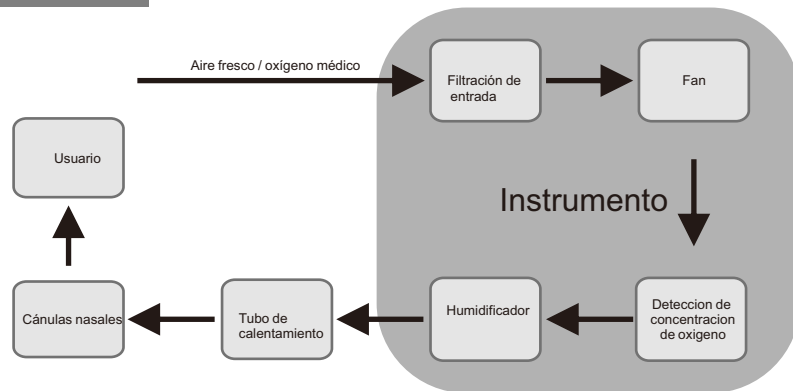 Aire fresco / oxígeno médico
Filtración de
entrada
Fan
Usuario
Instrumento
Cánulas nasales
Tubo de
calentamiento
Humidificador
Deteccion de
concentracion
de oxigeno